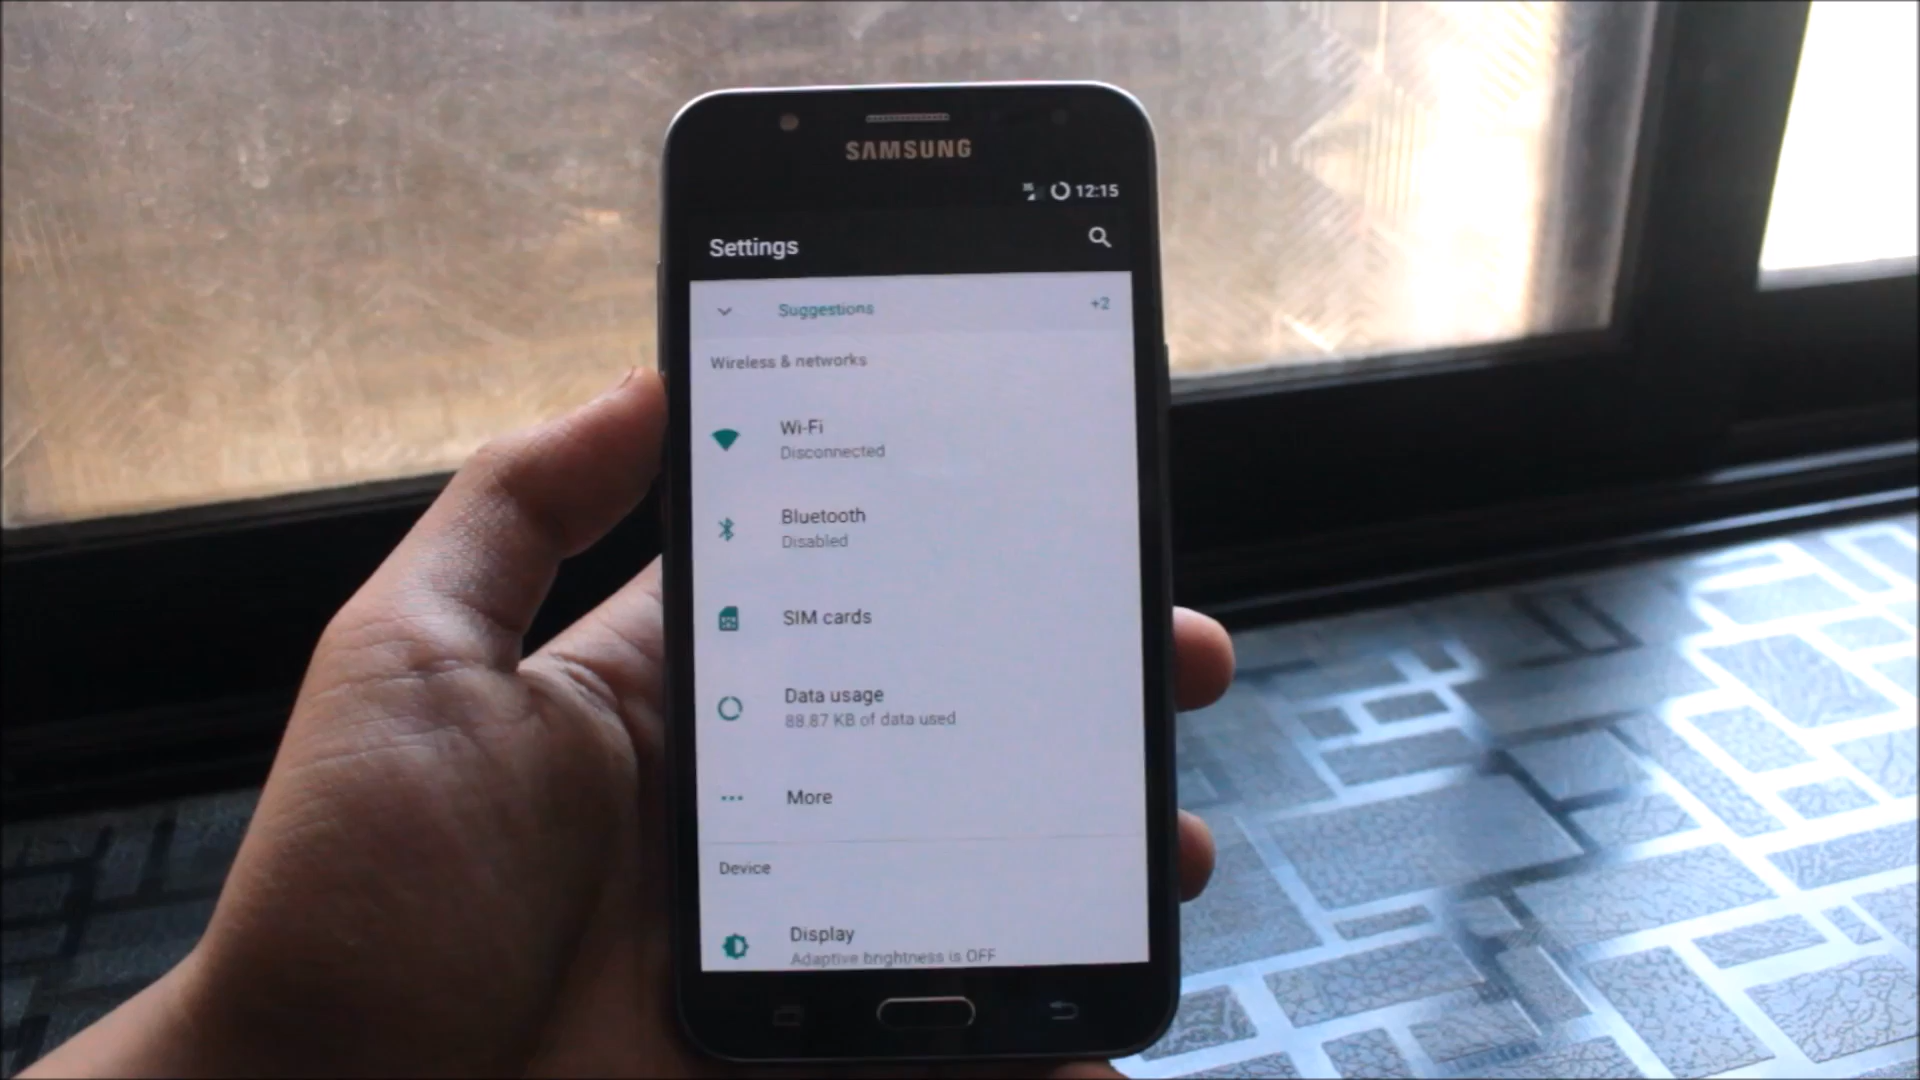 SAMSUNG
3G 12:15
Settings
Suggestions +2
Wireless & networks
Wi-Fi
Disconnected
Bluetooth
Disabled
SIM cards
Data usage
88.87 KB of data used
More
Device
Display
Adaptive brightness is OFF